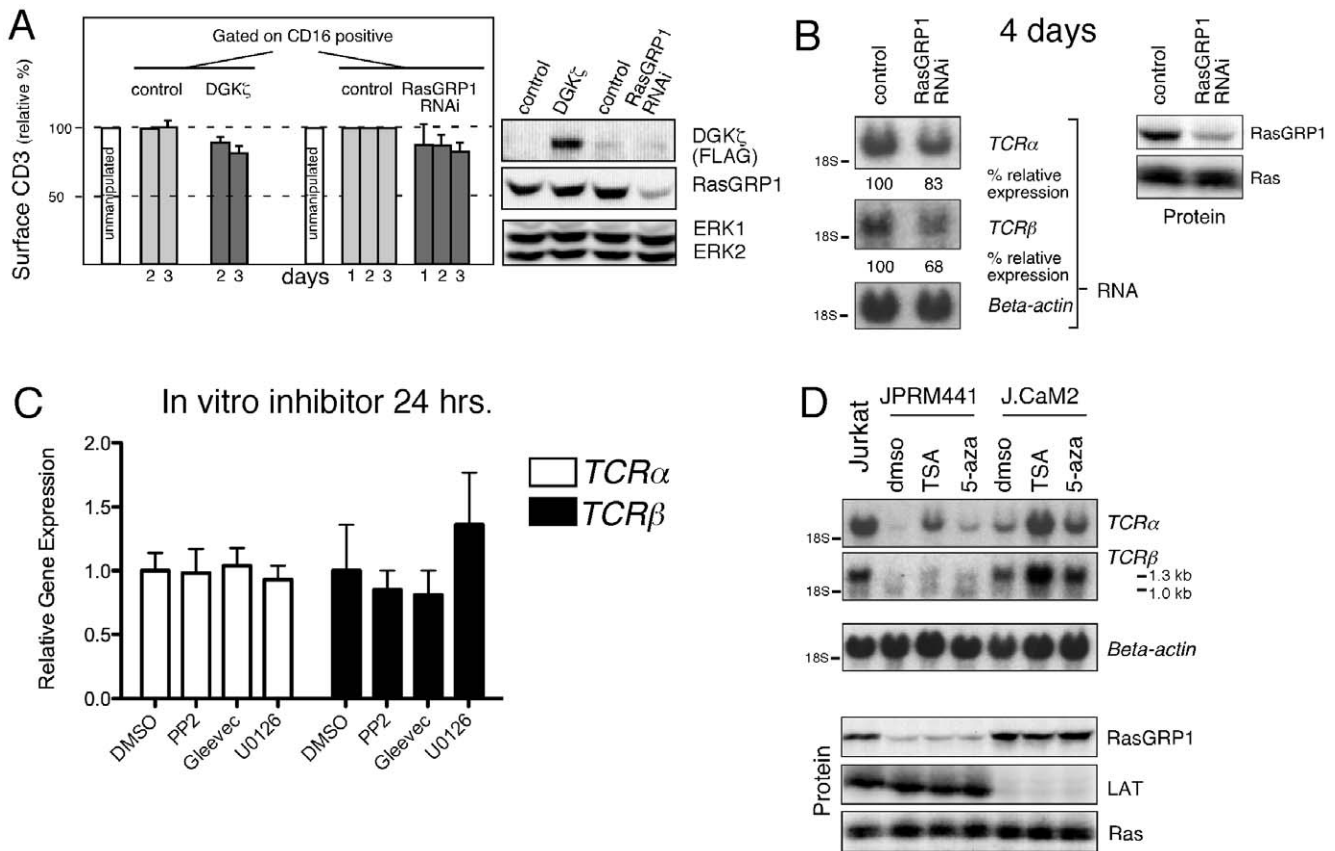 A
Gated on CD16 positive
control
DGKζ
control
RasGRP1
RNAi
Surface CD3 (relative %)
100
50
unmanipulated
unmanipulated
2 3
2 3
days
1 2 3
1 2 3
control
DGKζ
control
RasGRP1
RNAi
DGKζ
(FLAG)
RasGRP1
ERK1
ERK2
B
4 days
control
RasGRP1
RNAi
18S
TCRα
100 83
% relative
expression
18S
TCRβ
100 68
% relative
expression
18S
Beta-actin
RNA
control
RasGRP1
RNAi
RasGRP1
Ras
Protein
C
In vitro inhibitor 24 hrs.
Relative Gene Expression
2.0
1.5
1.0
0.5
0.0
DMSO
PP2
Gleevec
U0126
DMSO
PP2
Gleevec
U0126
TCRα
TCRβ
D
JPRM441
J.CaM2
Jurkat
dmso
TSA
5-aza
dmso
TSA
5-aza
18S
TCRα
TCRβ
1.3 kb
18S
1.0 kb
18S
Beta-actin
Protein
RasGRP1
LAT
Ras